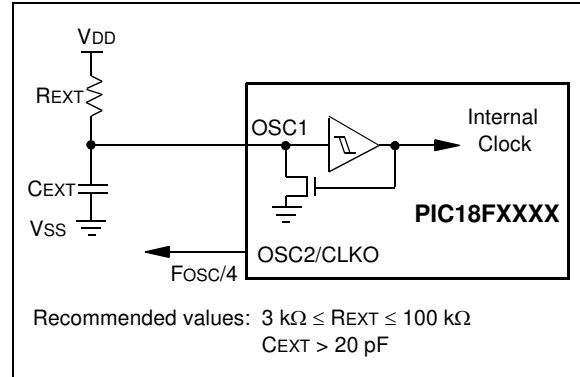 VDD
REXT
OSC1
Internal
Clock
CEXT
PIC18FXXXX
VSS
OSC2/CLKO
FOSC/4
Recommended values: 3 kΩ ≤ REXT ≤ 100 kΩ
CEXT > 20 pF